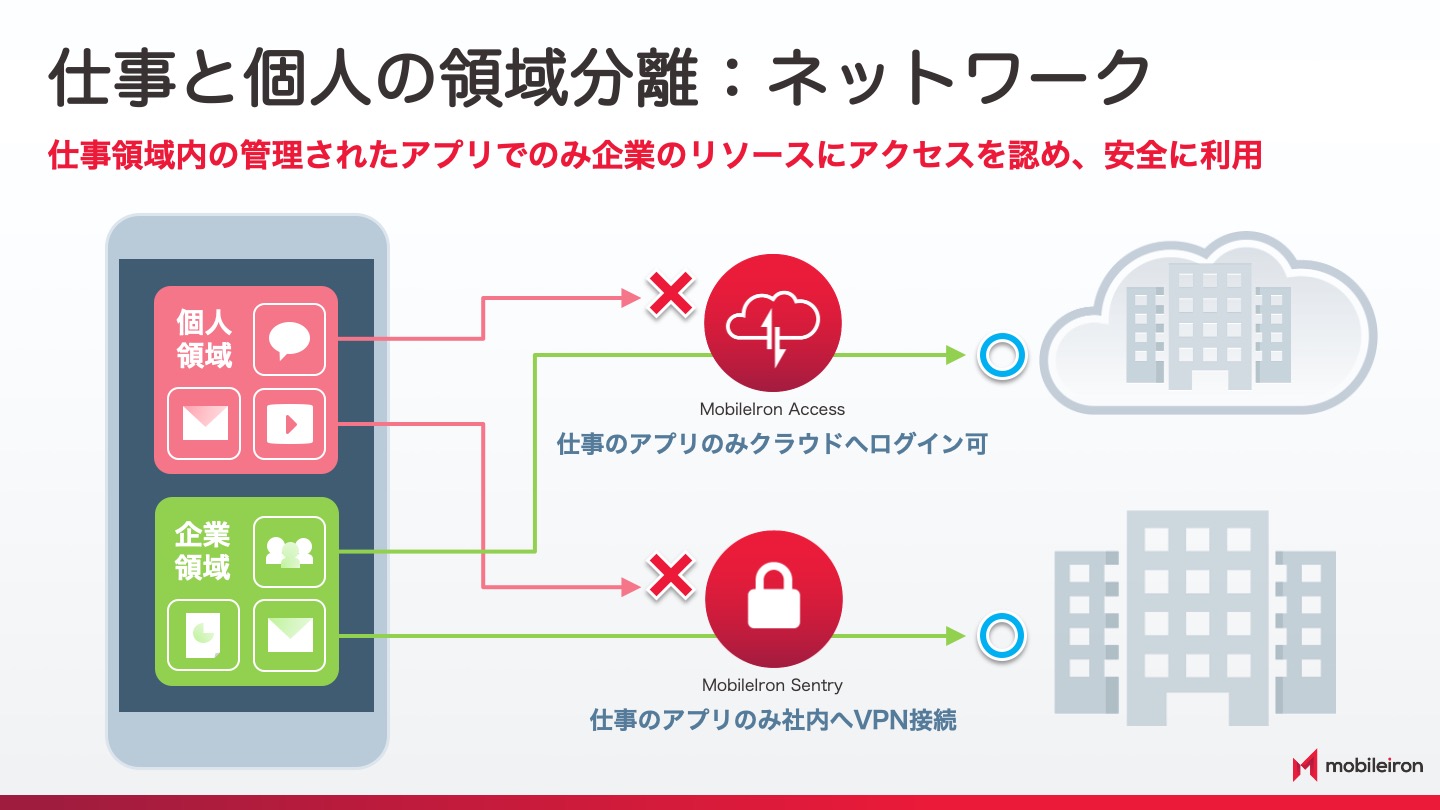 仕事と個人の領域分離：ネットワーク
仕事領域内の管理されたアプリでのみ企業のリソースにアクセスを認め、安全に利用
個人
領域
MobileIron Access
仕事のアプリのみクラウドへログイン可
企業
領域
MobileIron Sentry
仕事のアプリのみ社内へVPN接続
mobileiron